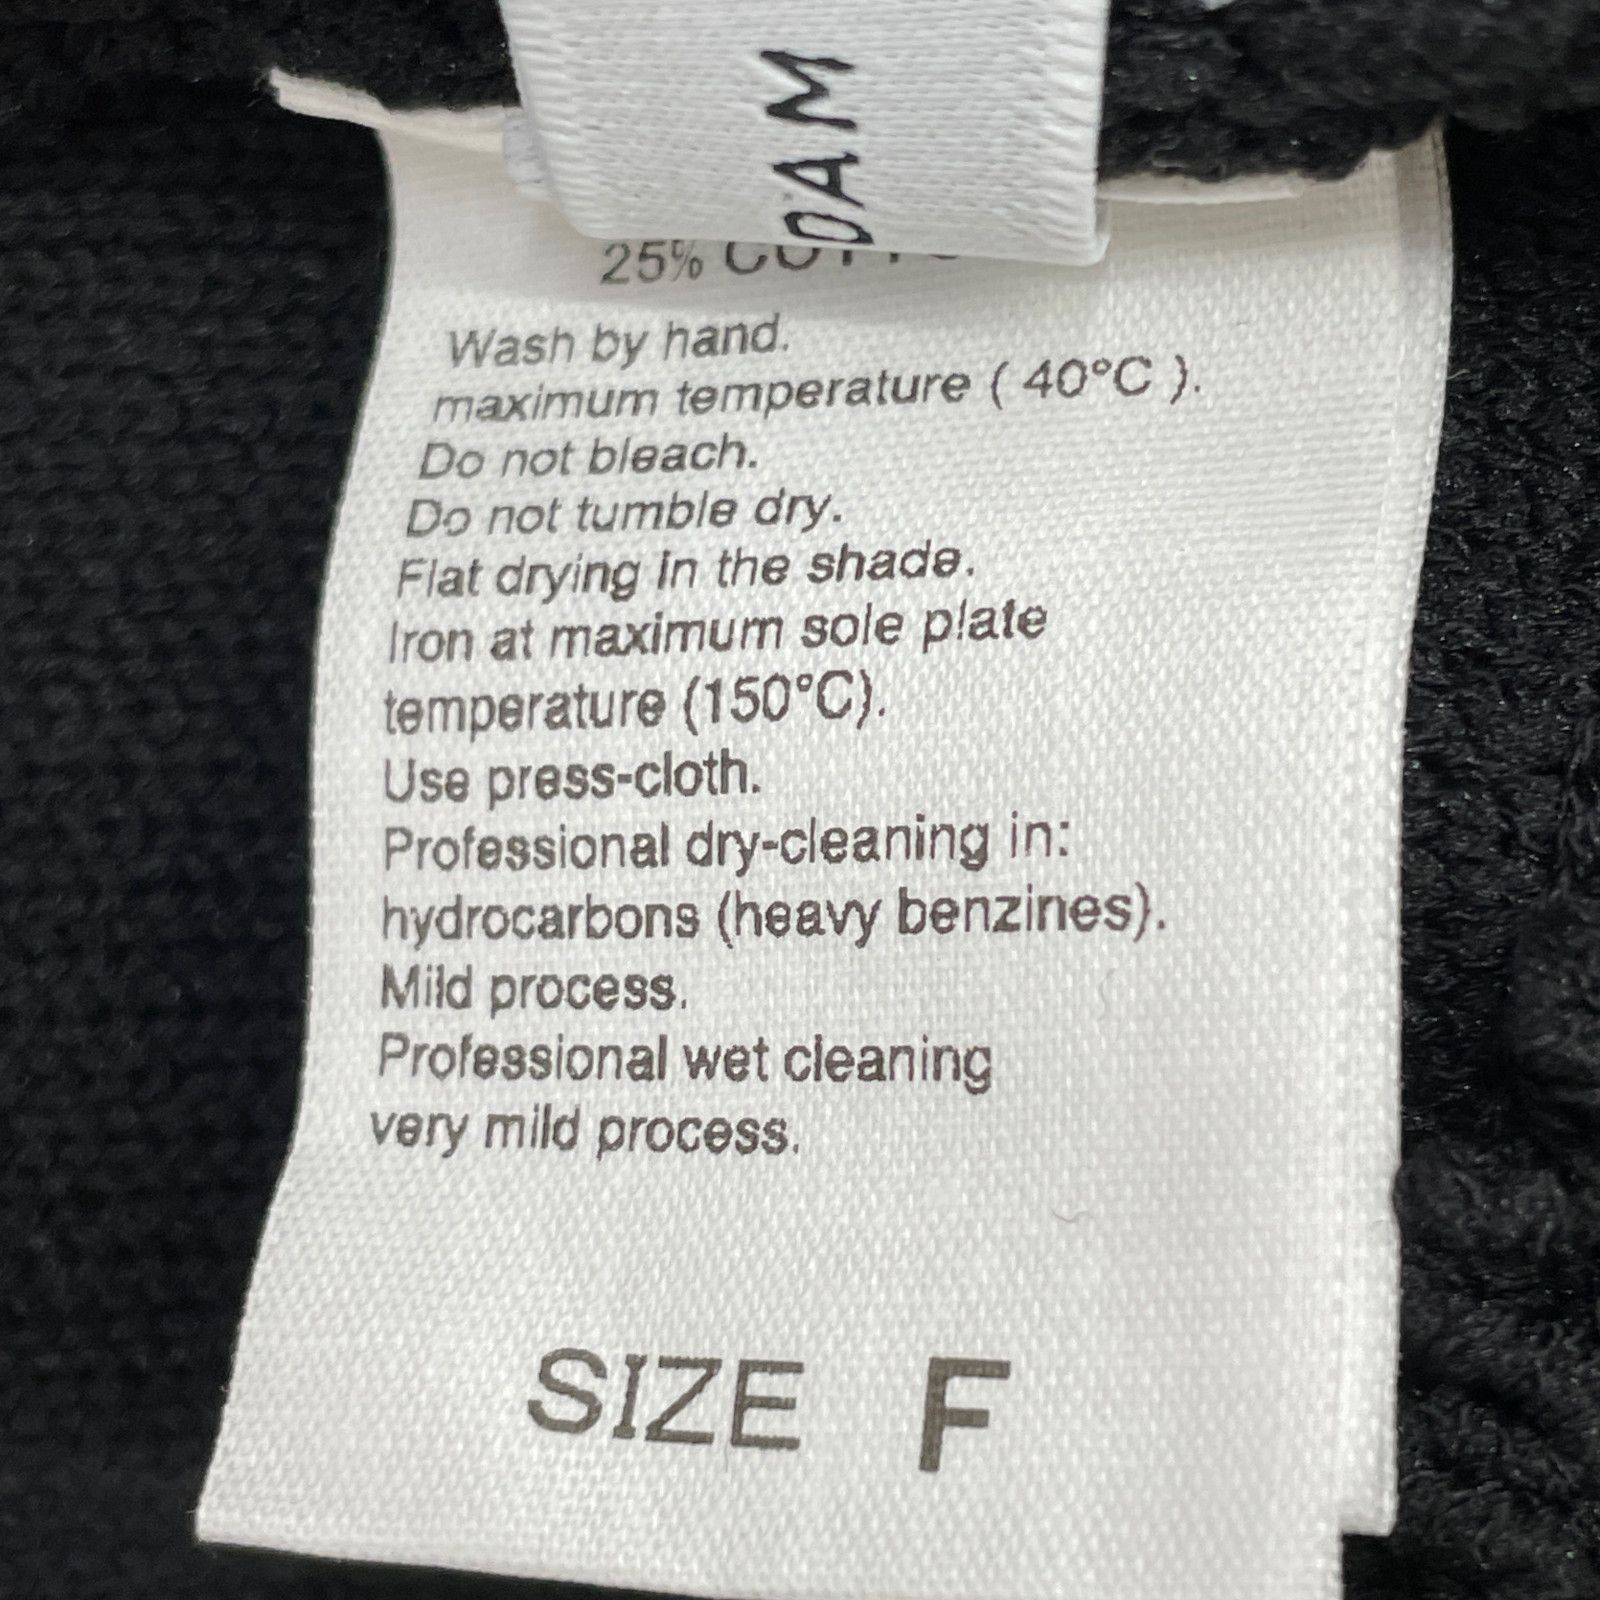 DAM
25%
Wash by hand.
maximum temperature ( 40°C ).
Do not bleach.
Do not tumble dry.
Flat drying in the shade.
Iron at maximum sole plate
temperature (150°C).
Use press-cloth.
Professional dry-cleaning in:
hydrocarbons (heavy benzines).
Mild process.
Professional wet cleaning
very mild process.
SIZE F